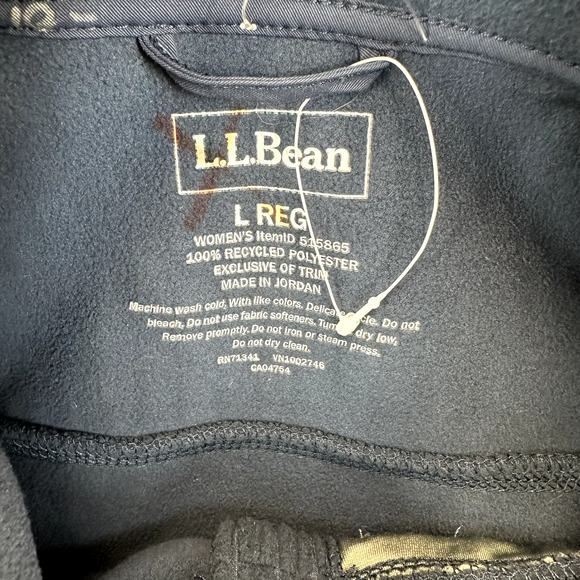 L.L.Bean
L REG
WOMEN'S ItemID 515865
100% RECYCLED POLYESTER
EXCLUSIVE OF TRIM
MADE IN JORDAN
Machine wash cold. With like colors. Delicate cycle. Do not
bleach. Do not use fabric softeners. Tumble dry low.
Remove promptly. Do not iron or steam press.
Do not dry clean.
RN71341 VN10D2746
CA04754